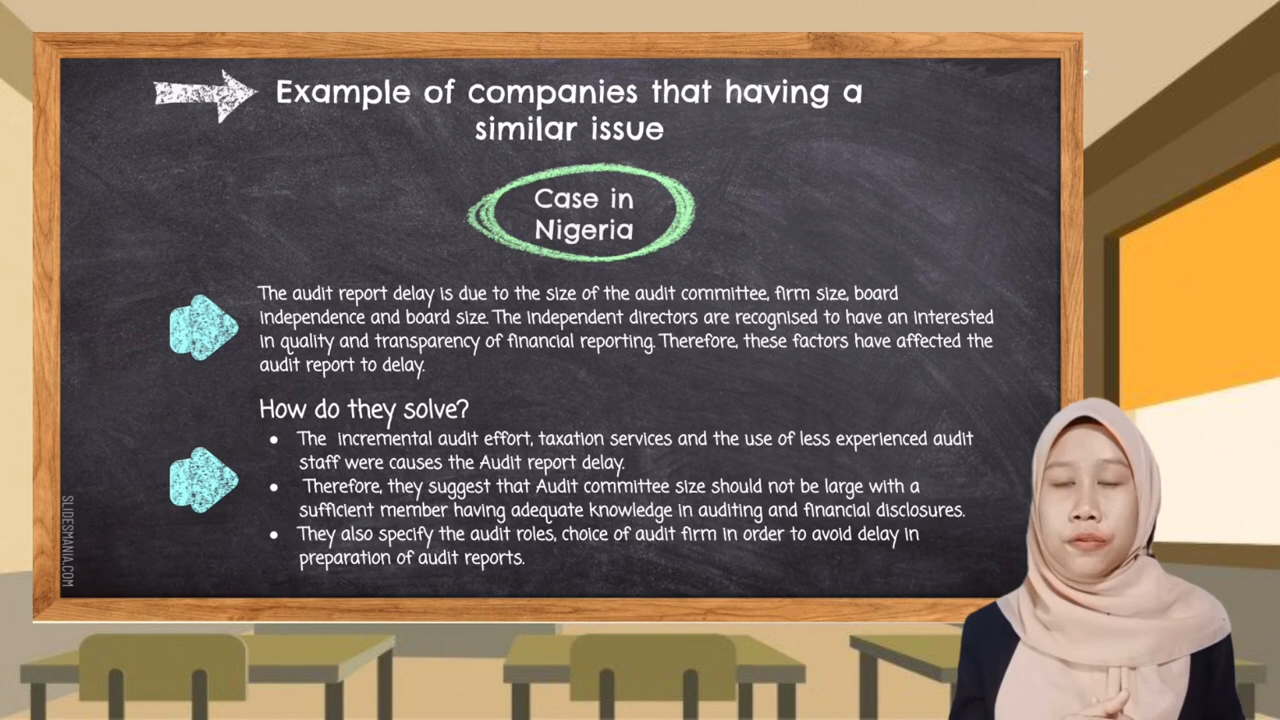 Example of companies that having a
similar issue
Case in
Nigeria
The audit report delay is due to the size of the audit committee, firm size, board
independence and board size. The independent directors are recognised to have an interested
in quality and transparency of financial reporting. Therefore, these factors have affected the
audit report to delay.
How do they solve?
● The incremental audit effort, taxation services and the use of less experienced audit
staff were causes the Audit report delay.
● Therefore, they suggest that Audit committee size should not be large with a
sufficient member having adequate knowledge in auditing and financial disclosures.
● They also specify the audit roles, choice of audit firm in order to avoid delay in
preparation of audit reports.
SLIDESMANIA.COM